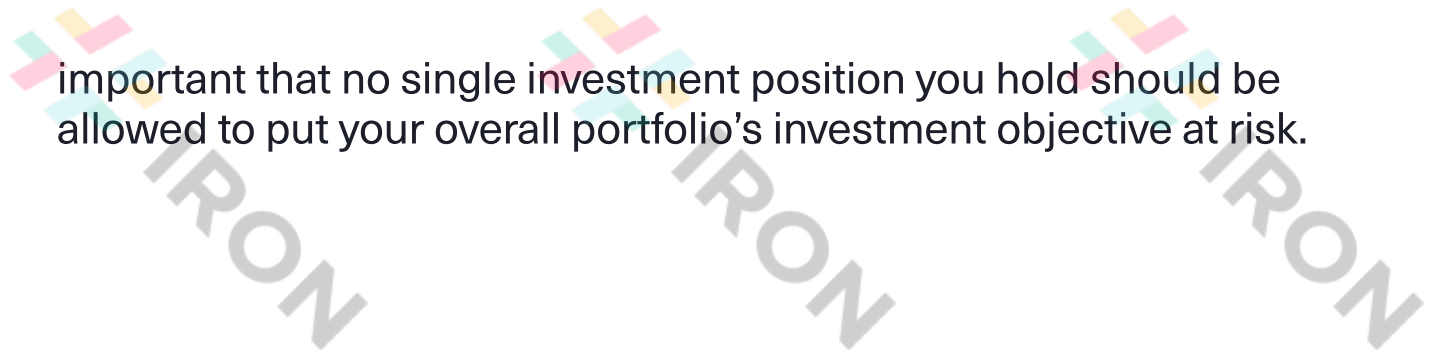 important that no single investment position you hold should be
allowed to put your overall portfolio’s investment objective at risk.
IRON
IRON
IRON